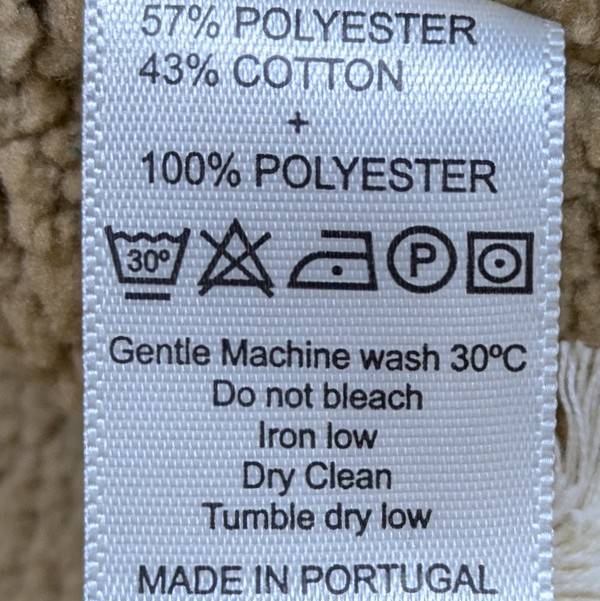 57% POLYESTER
43% COTTON
+
100% POLYESTER
30º P
Gentle Machine wash 30ºC
Do not bleach
Iron low
Dry Clean
Tumble dry low
MADE IN PORTUGAL